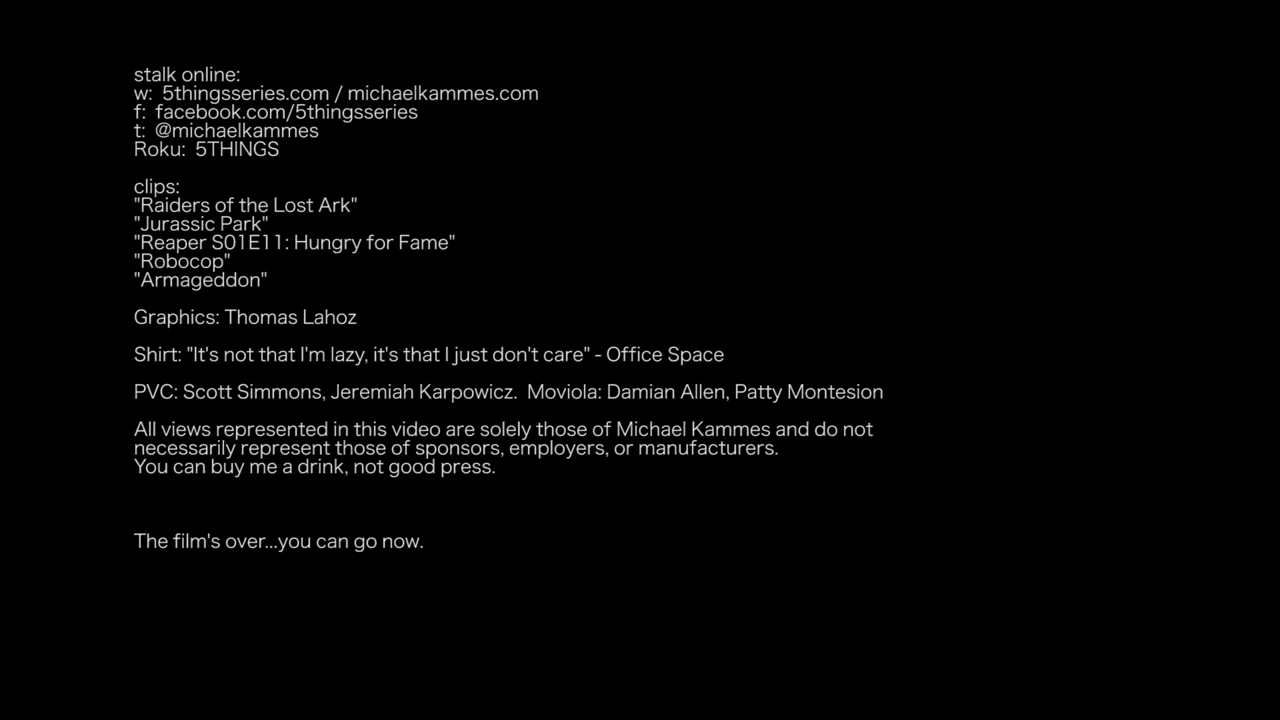 stalk online:
w:  5thingsseries.com / michaelkammes.com
f:  facebook.com/5thingsseries
t:  @michaelkammes
Roku:  5THINGS
clips:
"Raiders of the Lost Ark"
"Jurassic Park"
"Reaper S01E11: Hungry for Fame"
"Robocop"
"Armageddon"
Graphics: Thomas Lahoz
Shirt: "It's not that I'm lazy, it's that I just don't care" - Office Space
PVC: Scott Simmons, Jeremiah Karpowicz.  Moviola: Damian Allen, Patty Montesion
All views represented in this video are solely those of Michael Kammes and do not
necessarily represent those of sponsors, employers, or manufacturers.
You can buy me a drink, not good press.
The film's over...you can go now.